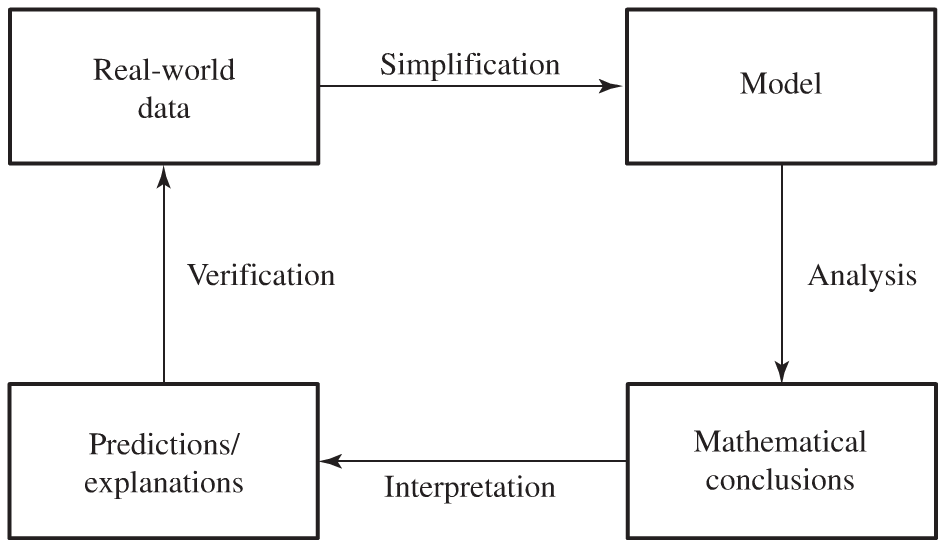 Real-world
data
Simplification
Model
Verification
Analysis
Predictions/
explanations
Interpretation
Mathematical
conclusions